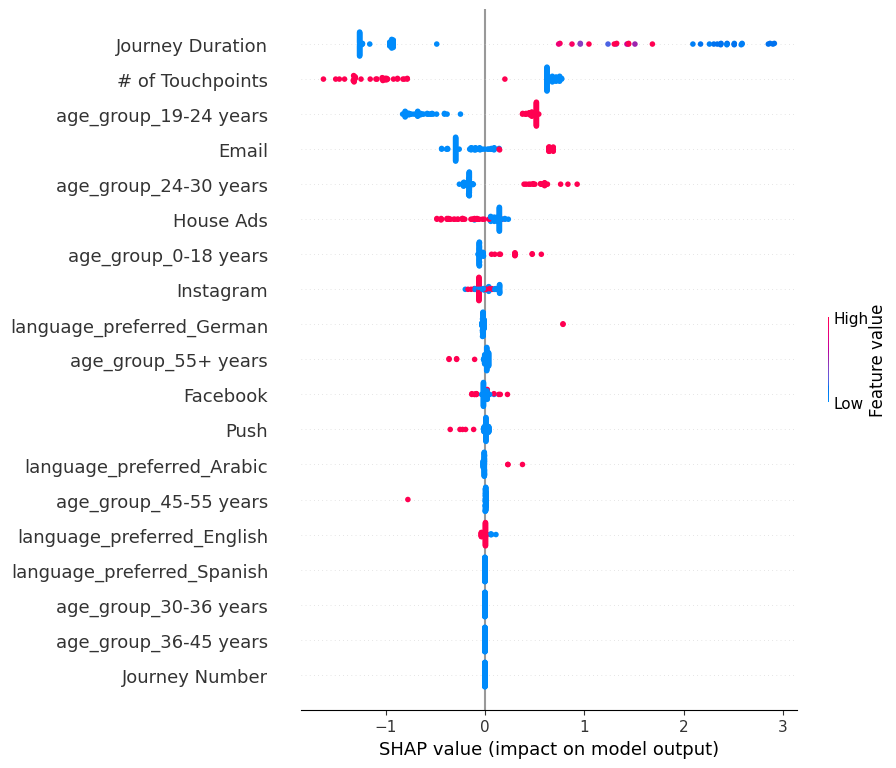 Journey Duration
# of Touchpoints
age_group_19-24 years
Email
age_group_24-30 years
House Ads
age_group_0-18 years
Instagram
language_preferred_German
age_group_55+ years
Facebook
Push
language_preferred_Arabic
age_group_45-55 years
language_preferred_English
language_preferred_Spanish
age_group_30-36 years
age_group_36-45 years
Journey Number
−1 0 1 2 3
SHAP value (impact on model output)
High
Low
Feature value